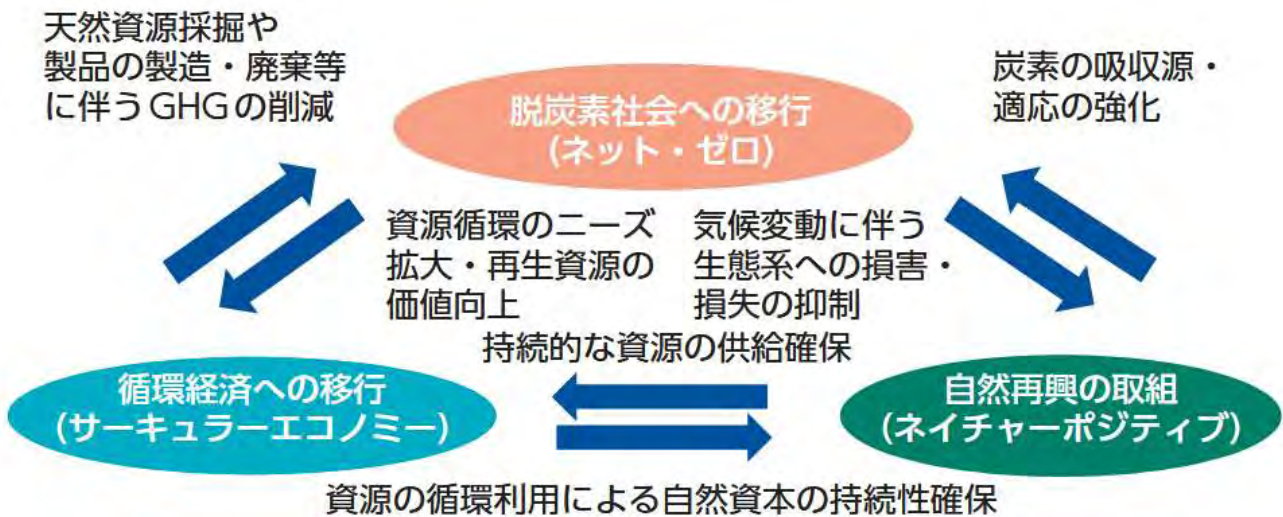 天然資源採掘や
製品の製造・廃棄等
に伴うGHGの削減
脱炭素社会への移行
(ネット・ゼロ)
炭素の吸収源・
適応の強化
資源循環のニーズ
拡大・再生資源の
価値向上
気候変動に伴う
生態系への損害・
損失の抑制
持続的な資源の供給確保
循環経済への移行
(サーキュラーエコノミー)
自然再興の取組
(ネイチャーポジティブ)
資源の循環利用による自然資本の持続性確保